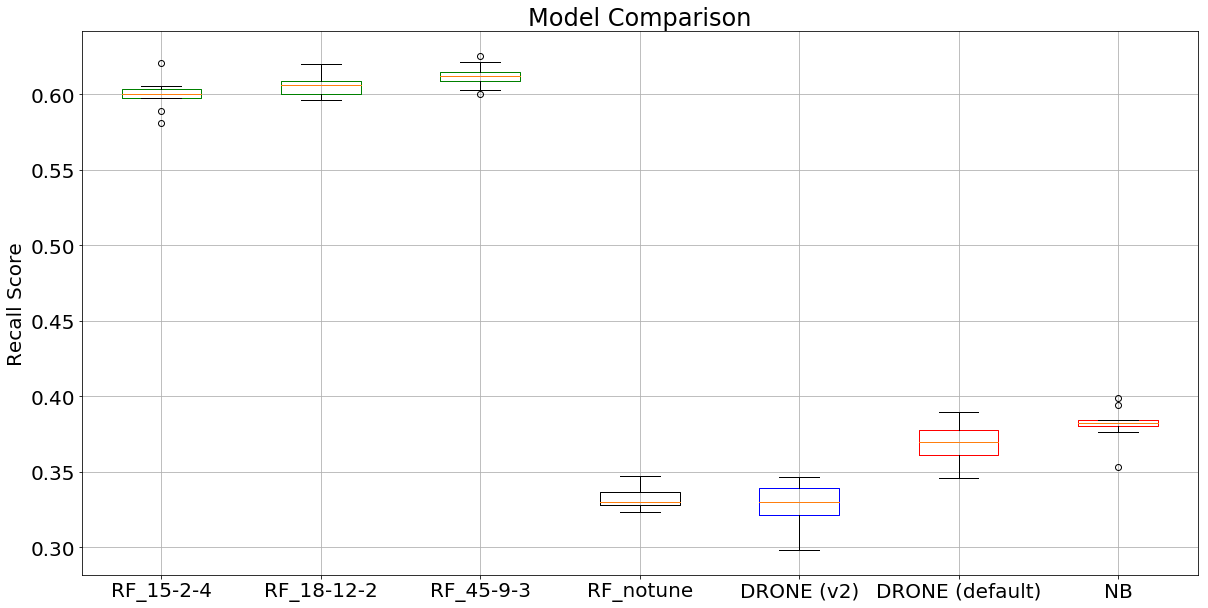 Model Comparison
Recall Score
0.60
0.55
0.50
0.45
0.40
0.35
0.30
RF_15-2-4 RF_18-12-2 RF_45-9-3 RF_notune DRONE (v2) DRONE (default) NB